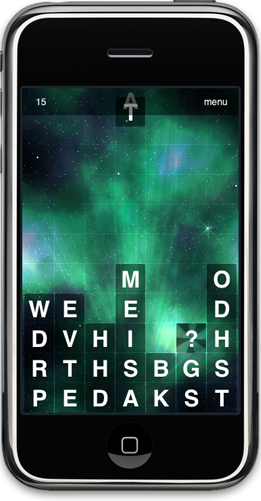 15 menu
A
T
M O
W E E D
D V H I ? H
R T H S B G S
P E D A K S T